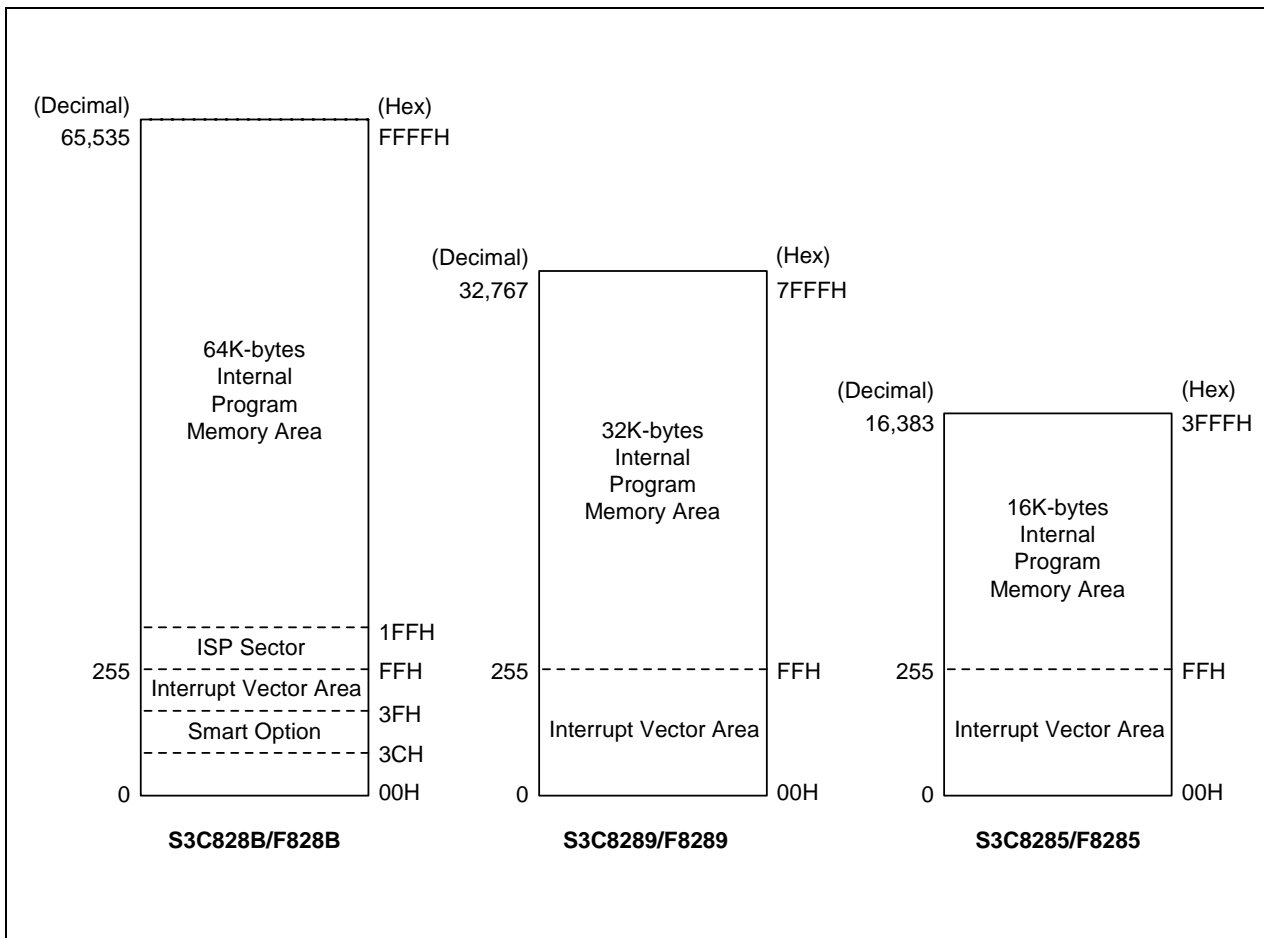 (Decimal)
65,535
(Hex)
FFFFH
64K-bytes
Internal
Program
Memory Area
1FFH
ISP Sector
255
FFH
Interrupt Vector Area
3FH
Smart Option
3CH
0
00H
S3C828B/F828B
(Decimal)
32,767
(Hex)
7FFFH
32K-bytes
Internal
Program
Memory Area
255
FFH
Interrupt Vector Area
0
00H
S3C8289/F8289
(Decimal)
16,383
(Hex)
3FFFH
16K-bytes
Internal
Program
Memory Area
255
FFH
Interrupt Vector Area
0
00H
S3C8285/F8285